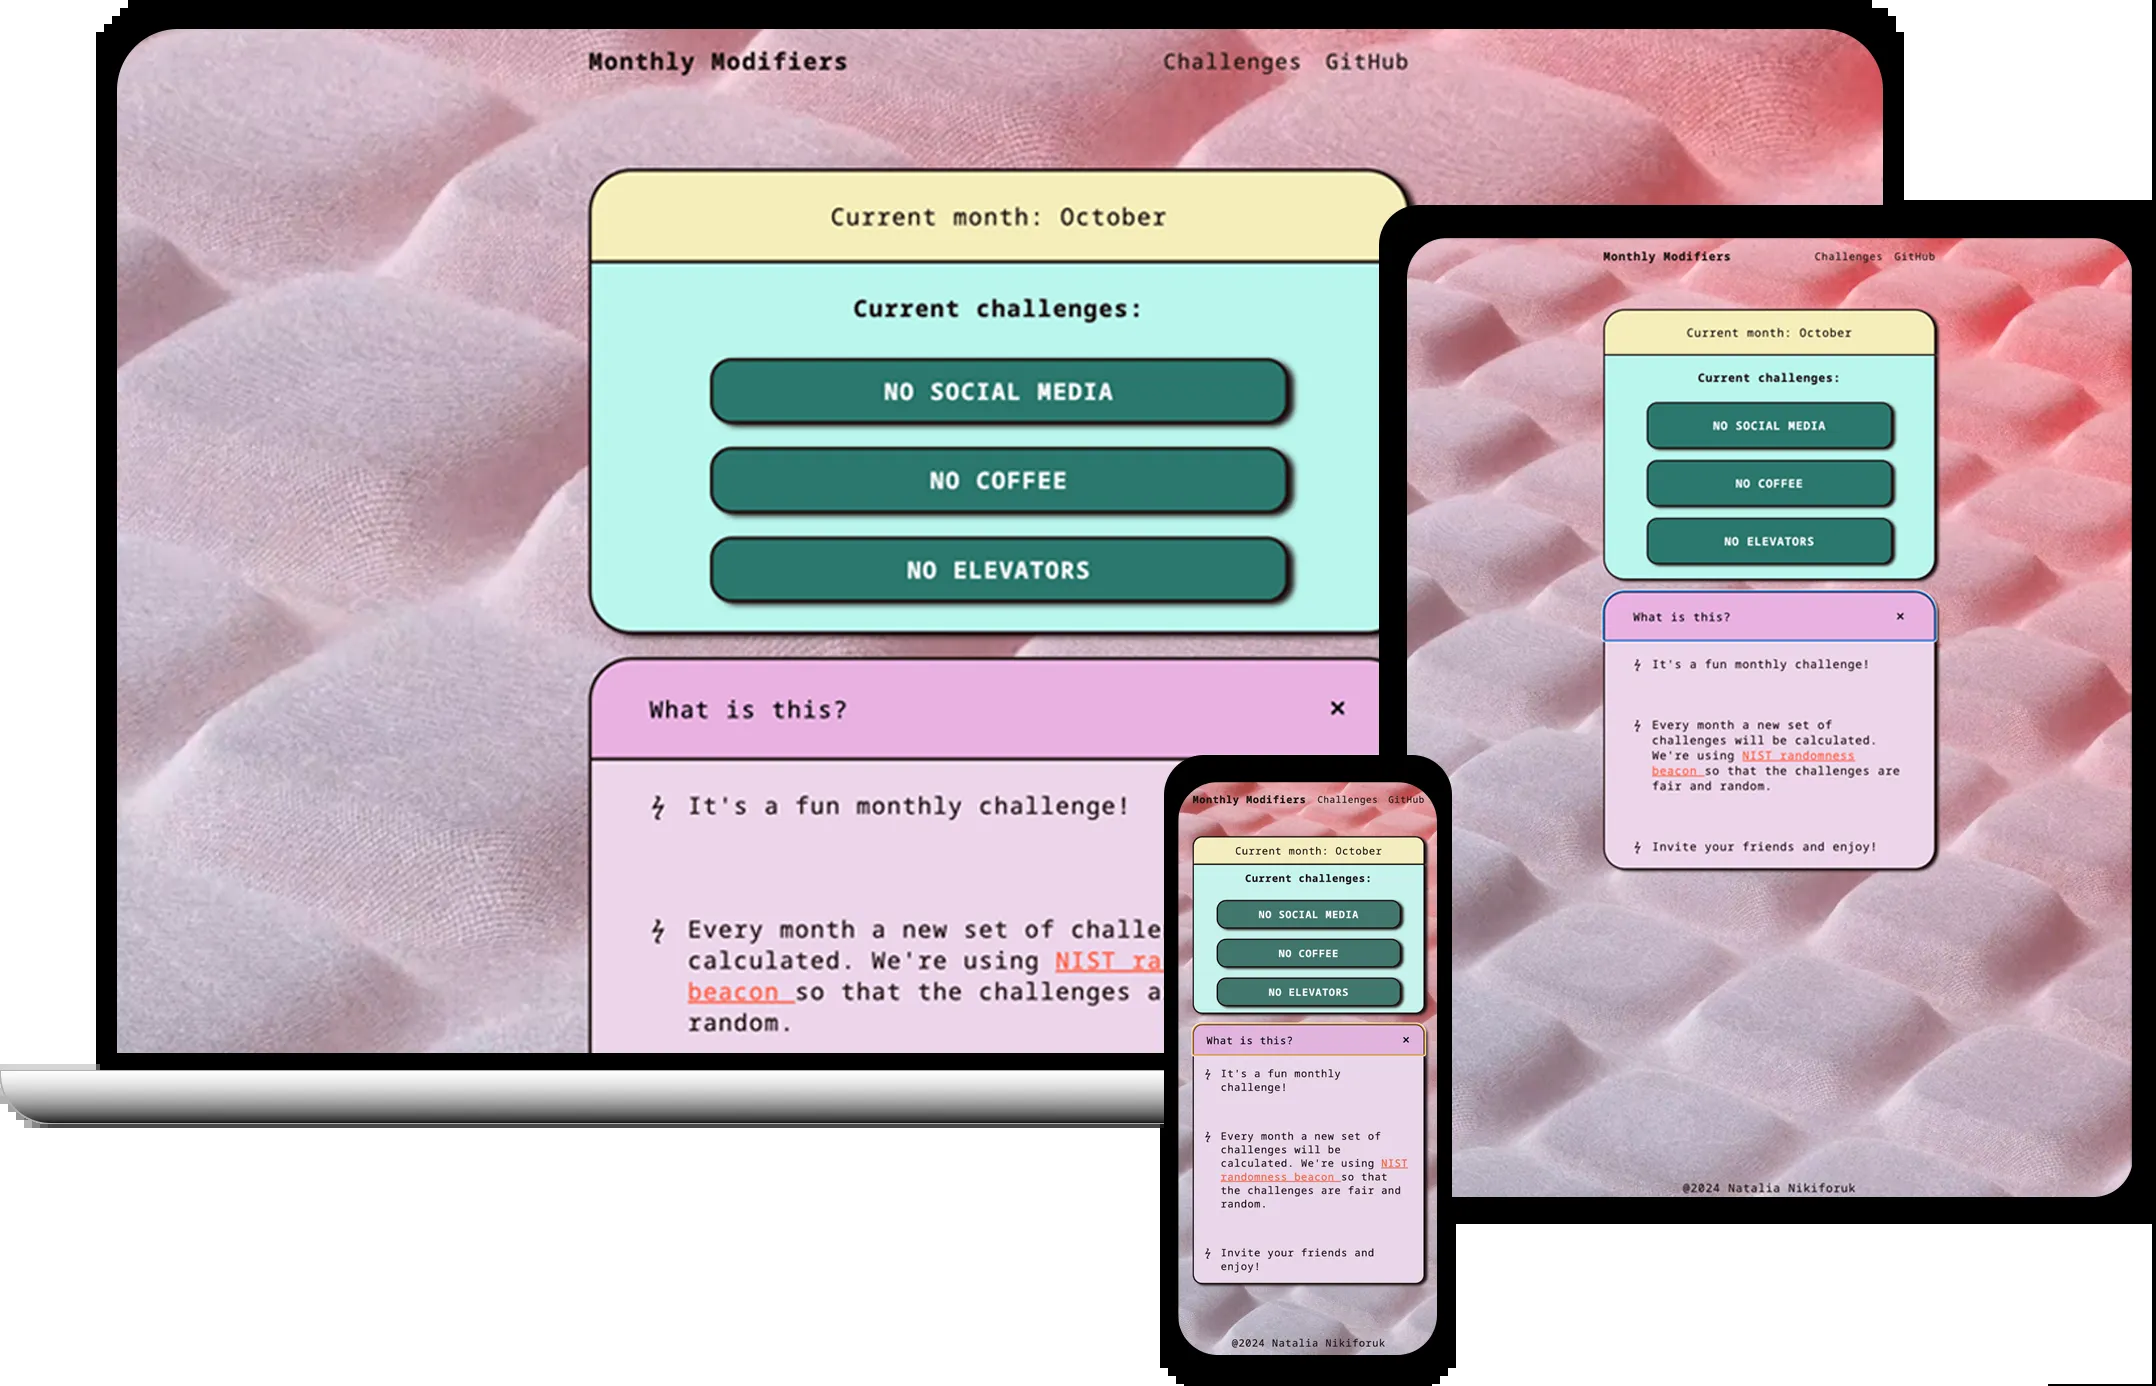 Monthly Modifiers
Challenges GitHub
Current month: October
Current challenges:
NO SOCIAL MEDIA
NO COFFEE
NO ELEVATORS
What is this? ×
It's a fun monthly challenge!
Every month a new set of challe
calculated. We're using NIST ra
beacon so that the challenges a
random.
Monthly Modifiers
Challenges GitHub
Current month: October
Current challenges:
NO SOCIAL MEDIA
NO COFFEE
NO ELEVATORS
What is this? ×
It's a fun monthly challenge!
Every month a new set of
challenges will be calculated.
We're using NIST randomness
beacon so that the challenges are
fair and random.
Invite your friends and enjoy!
@2024 Natalia Nikiforuk
Monthly Modifiers Challenges GitHub
Current month: October
Current challenges:
NO SOCIAL MEDIA
NO COFFEE
NO ELEVATORS
What is this? ×
It's a fun monthly
challenge!
Every month a new set of
challenges will be
calculated. We're using NIST
randomness beacon so that
the challenges are fair and
random.
Invite your friends and
enjoy!
@2024 Natalia Nikiforuk